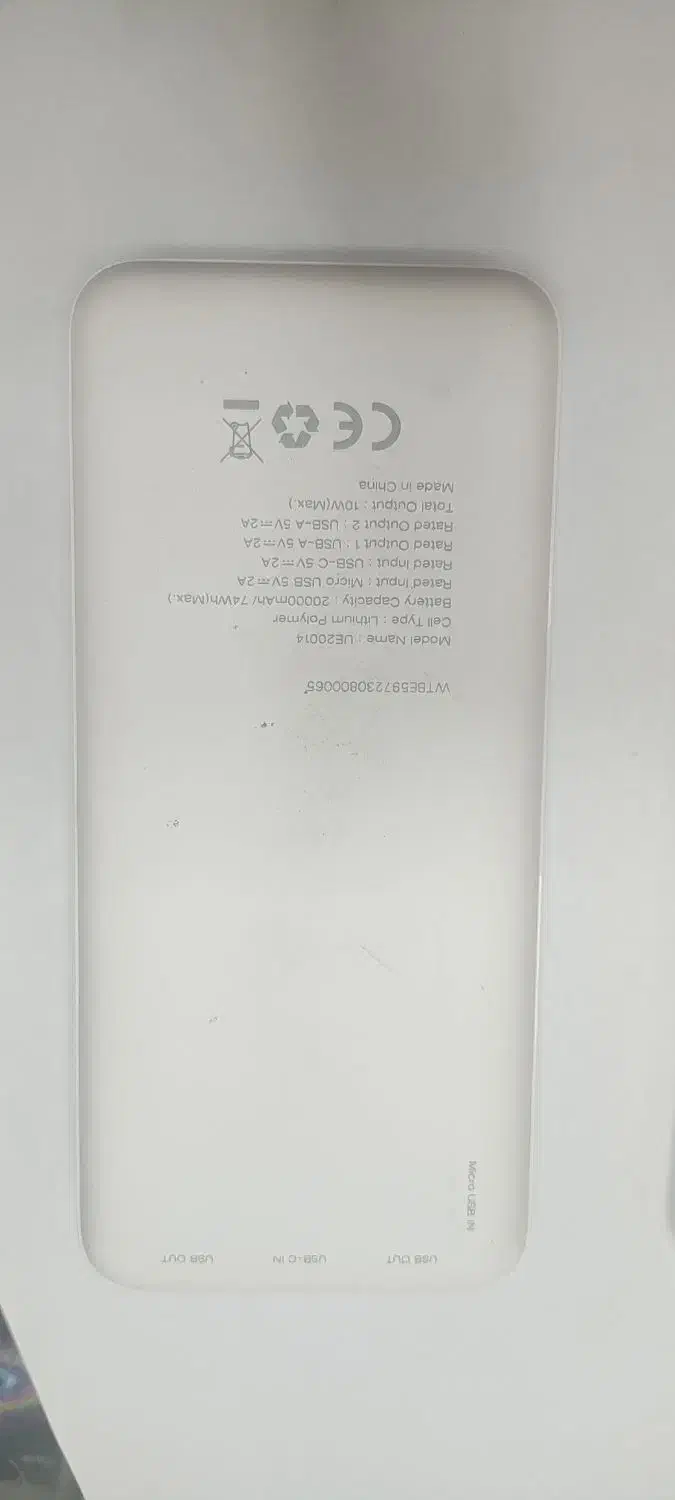 USB OUT USB-C IN USB OUT
Micro USB IN
WTBE597230800065
Model Name : UE20014
Cell Type : Lithium Polymer
Battery Capacity : 20000mAh/ 74Wh(Max.)
Rated Input : Micro USB 5V⎓2A
Rated Input : USB-C 5V⎓2A
Rated Output 1 : USB-A 5V⎓2A
Rated Output 2 : USB-A 5V⎓2A
Total Output : 10W(Max.)
Made in China
CE